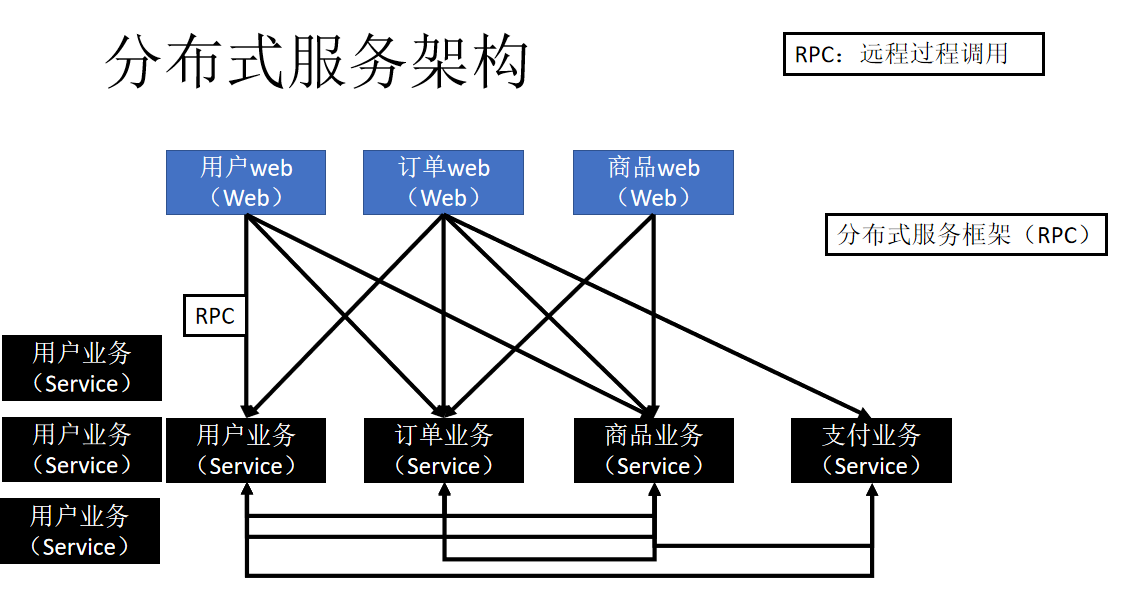 分布式服务架构
RPC：远程过程调用
用户web
（Web）
订单web
（Web）
商品web
（Web）
分布式服务框架（RPC）
RPC
用户业务
（Service）
用户业务
（Service）
用户业务
（Service）
订单业务
（Service）
商品业务
（Service）
支付业务
（Service）
用户业务
（Service）